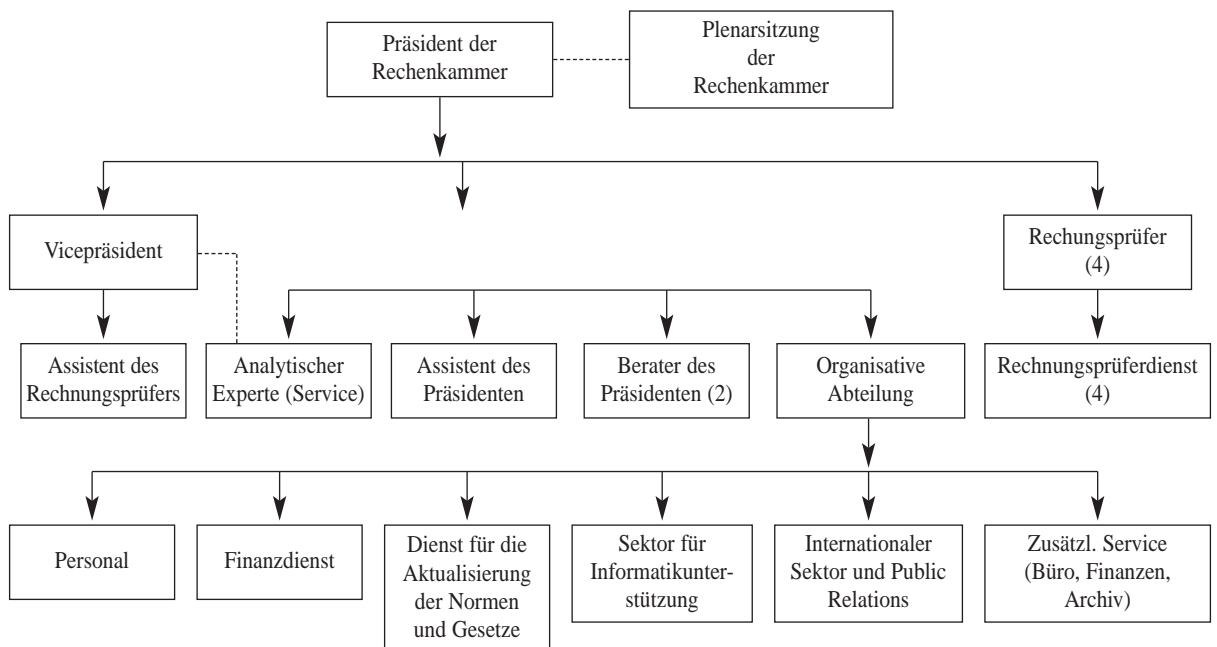 Präsident der
Rechenkammer
Plenarsitzung
der
Rechenkammer
Vicepräsident
Rechungsprüfer
(4)
Assistent des
Rechnungsprüfers
Analytischer
Experte (Service)
Assistent des
Präsidenten
Berater des
Präsidenten (2)
Organisative
Abteilung
Rechnungsprüferdienst
(4)
Personal
Finanzdienst
Dienst für die
Aktualisierung
der Normen
und Gesetze
Sektor für
Informatikunter-
stützung
Internationaler
Sektor und Public
Relations
Zusätzl. Service
(Büro, Finanzen,
Archiv)